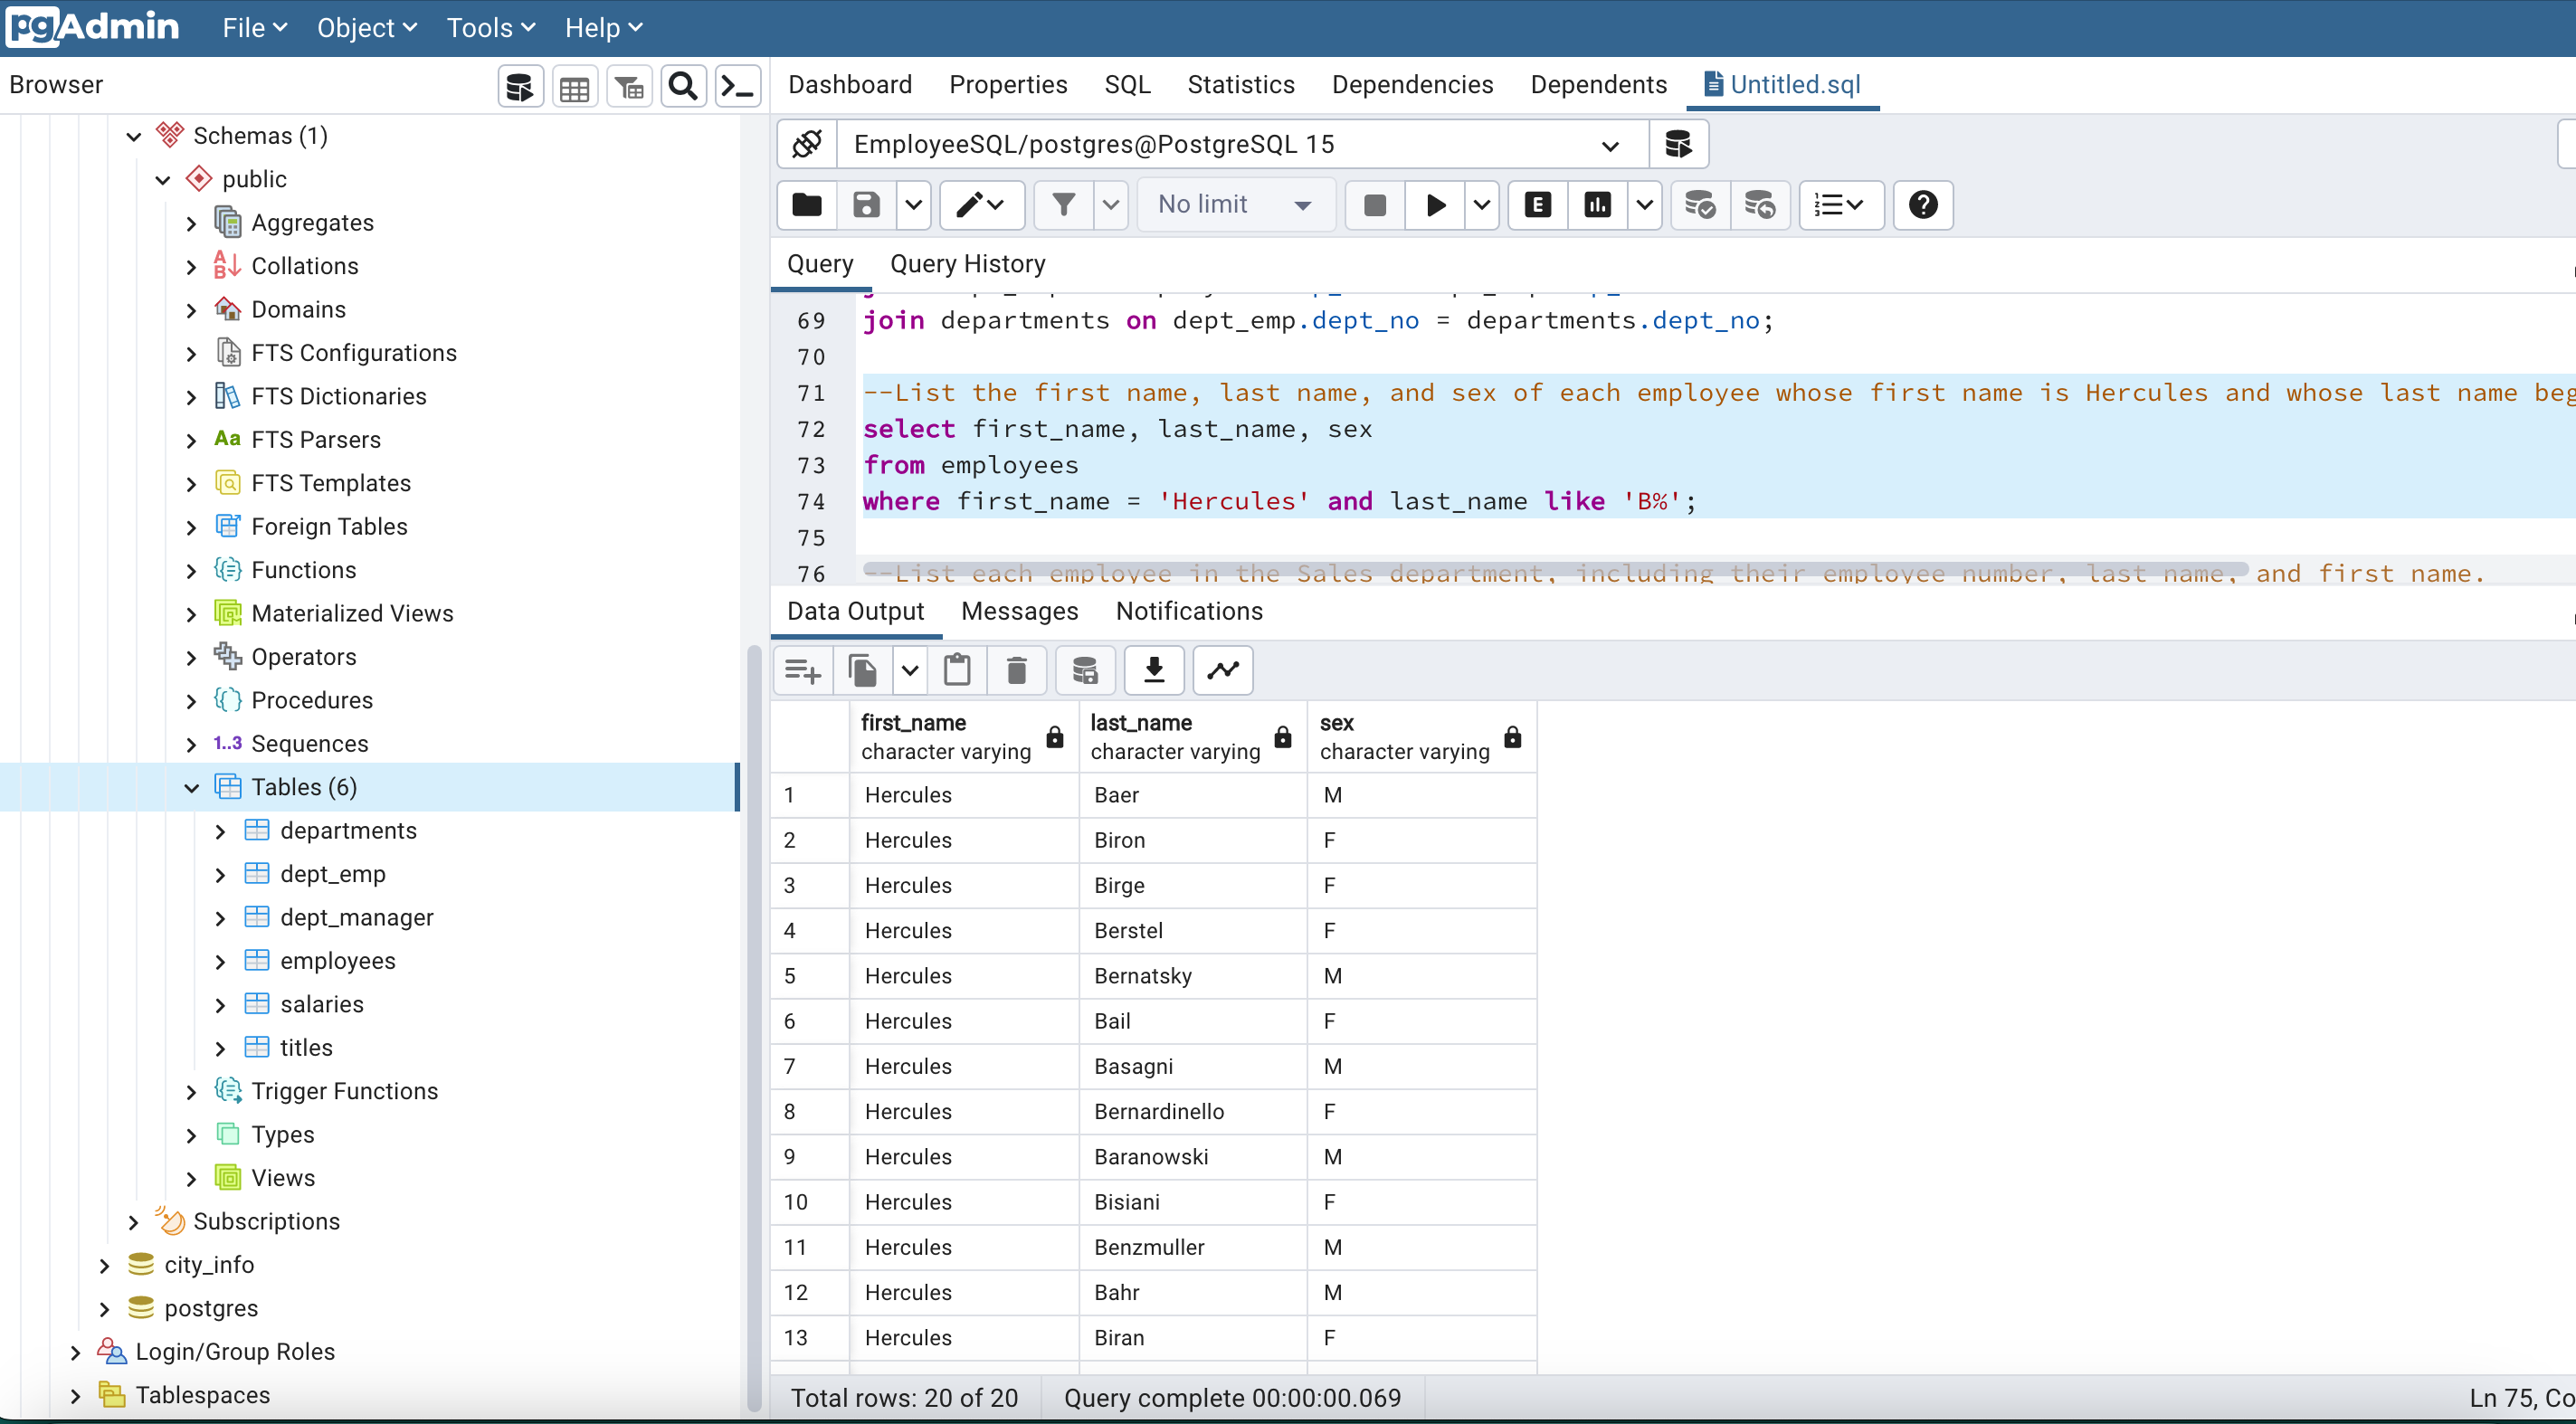 pgAdmin File Object Tools Help
Browser
Dashboard Properties SQL Statistics Dependencies Dependents Untitled.sql
Schemas (1)
public
Aggregates
Collations
Domains
FTS Configurations
FTS Dictionaries
Aa FTS Parsers
FTS Templates
Foreign Tables
Functions
Materialized Views
Operators
Procedures
1..3 Sequences
Tables (6)
departments
dept_emp
dept_manager
employees
salaries
titles
Trigger Functions
Types
Views
Subscriptions
city_info
postgres
Login/Group Roles
Tablespaces
EmployeeSQL/postgres@PostgreSQL 15
No limit
E
Query Query History
69 join departments on dept_emp.dept_no = departments.dept_no;
70
71 --List the first name, last name, and sex of each employee whose first name is Hercules and whose last name beg
72 select first_name, last_name, sex
73 from employees
74 where first_name = 'Hercules' and last_name like 'B%';
75
76 --List each employee in the Sales department, including their employee number, last name, and first name.
Data Output Messages Notifications
first_name last_name sex
character varying character varying character varying
1 Hercules Baer M
2 Hercules Biron F
3 Hercules Birge F
4 Hercules Berstel F
5 Hercules Bernatsky M
6 Hercules Bail F
7 Hercules Basagni M
8 Hercules Bernardinello F
9 Hercules Baranowski M
10 Hercules Bisiani F
11 Hercules Benzmuller M
12 Hercules Bahr M
13 Hercules Biran F
Total rows: 20 of 20 Query complete 00:00:00.069 Ln 75, Co